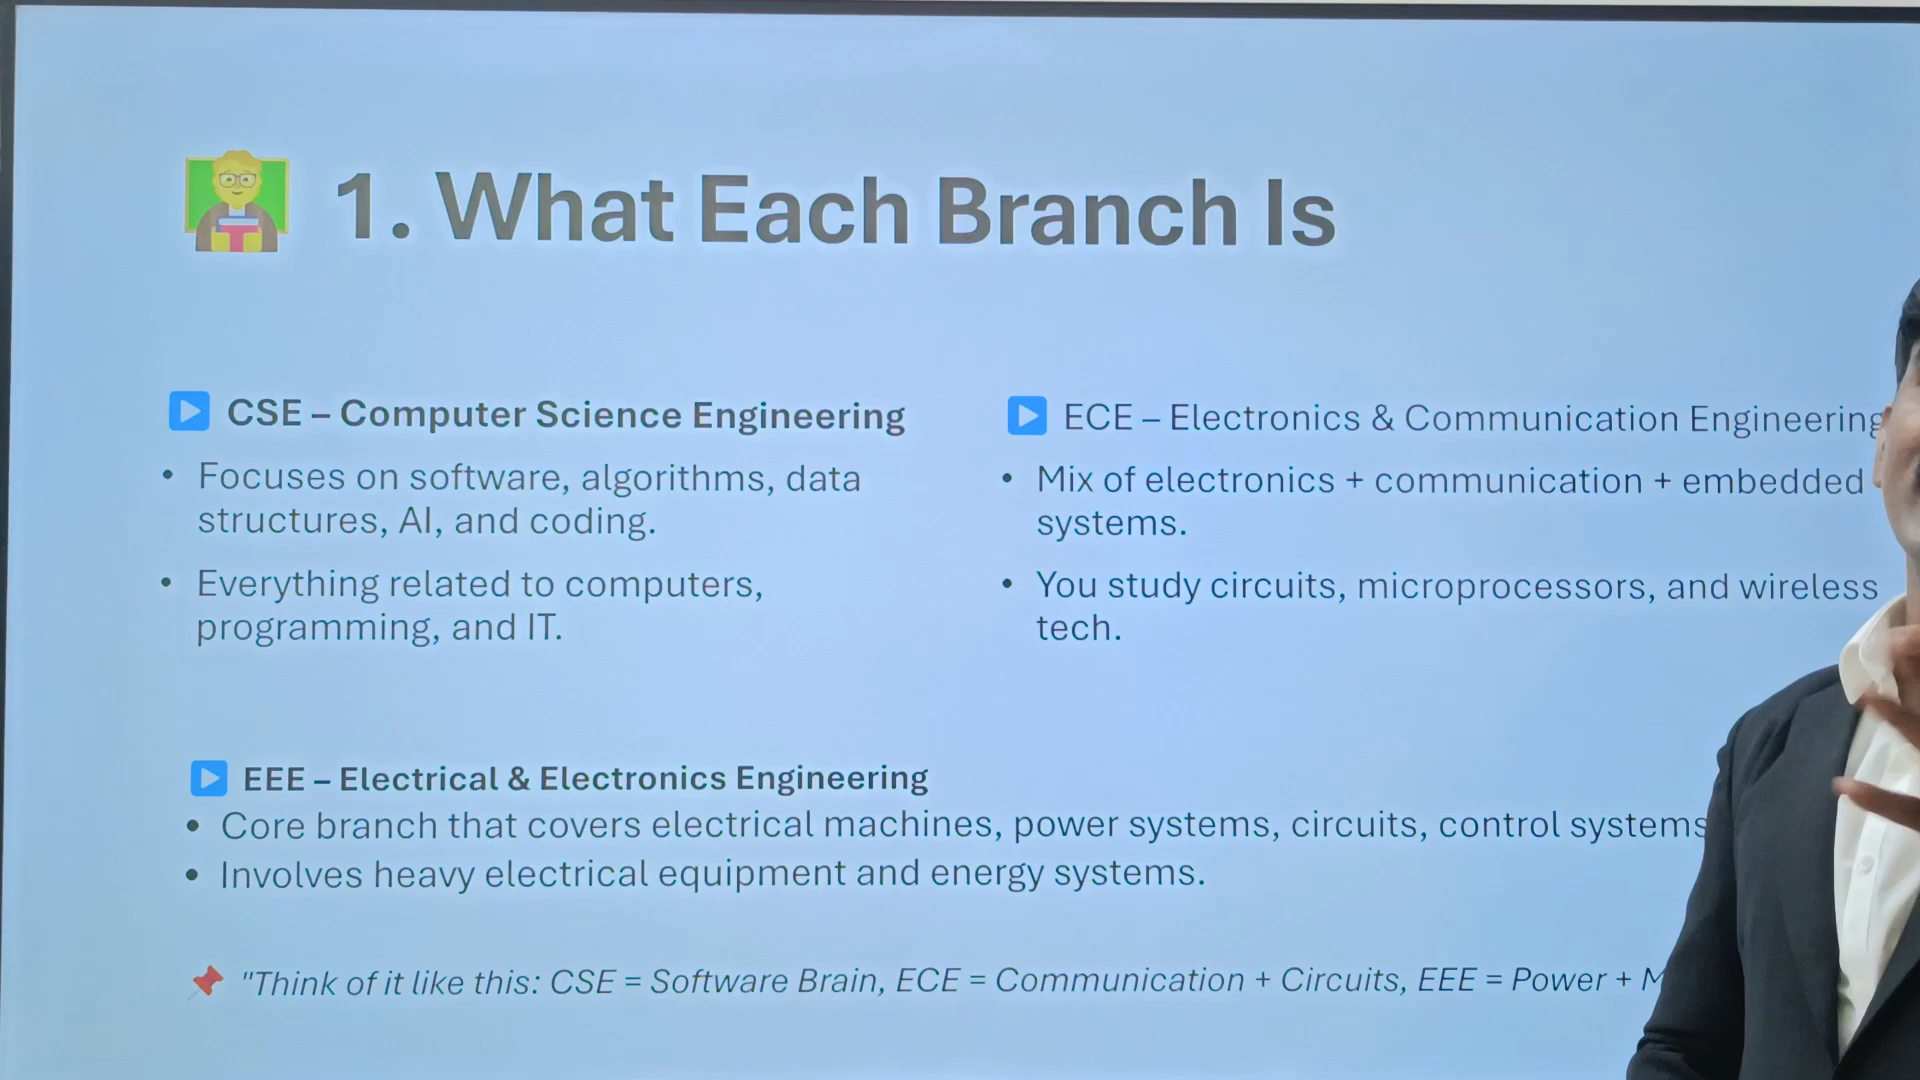 1. What Each Branch Is
CSE – Computer Science Engineering
• Focuses on software, algorithms, data
structures, AI, and coding.
• Everything related to computers,
programming, and IT.
ECE – Electronics & Communication Engineering
• Mix of electronics + communication + embedded
systems.
• You study circuits, microprocessors, and wireless
tech.
EEE – Electrical & Electronics Engineering
• Core branch that covers electrical machines, power systems, circuits, control systems
• Involves heavy electrical equipment and energy systems.
"Think of it like this: CSE = Software Brain, ECE = Communication + Circuits, EEE = Power +